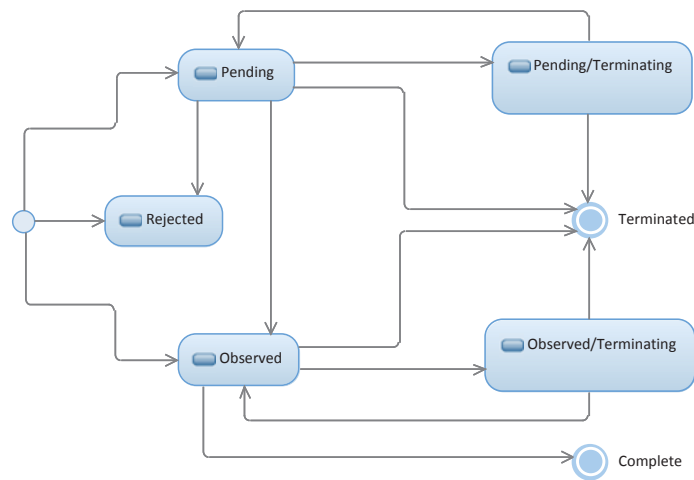 Pending
Pending/Terminating
Rejected
Terminated
Observed
Observed/Terminating
Complete